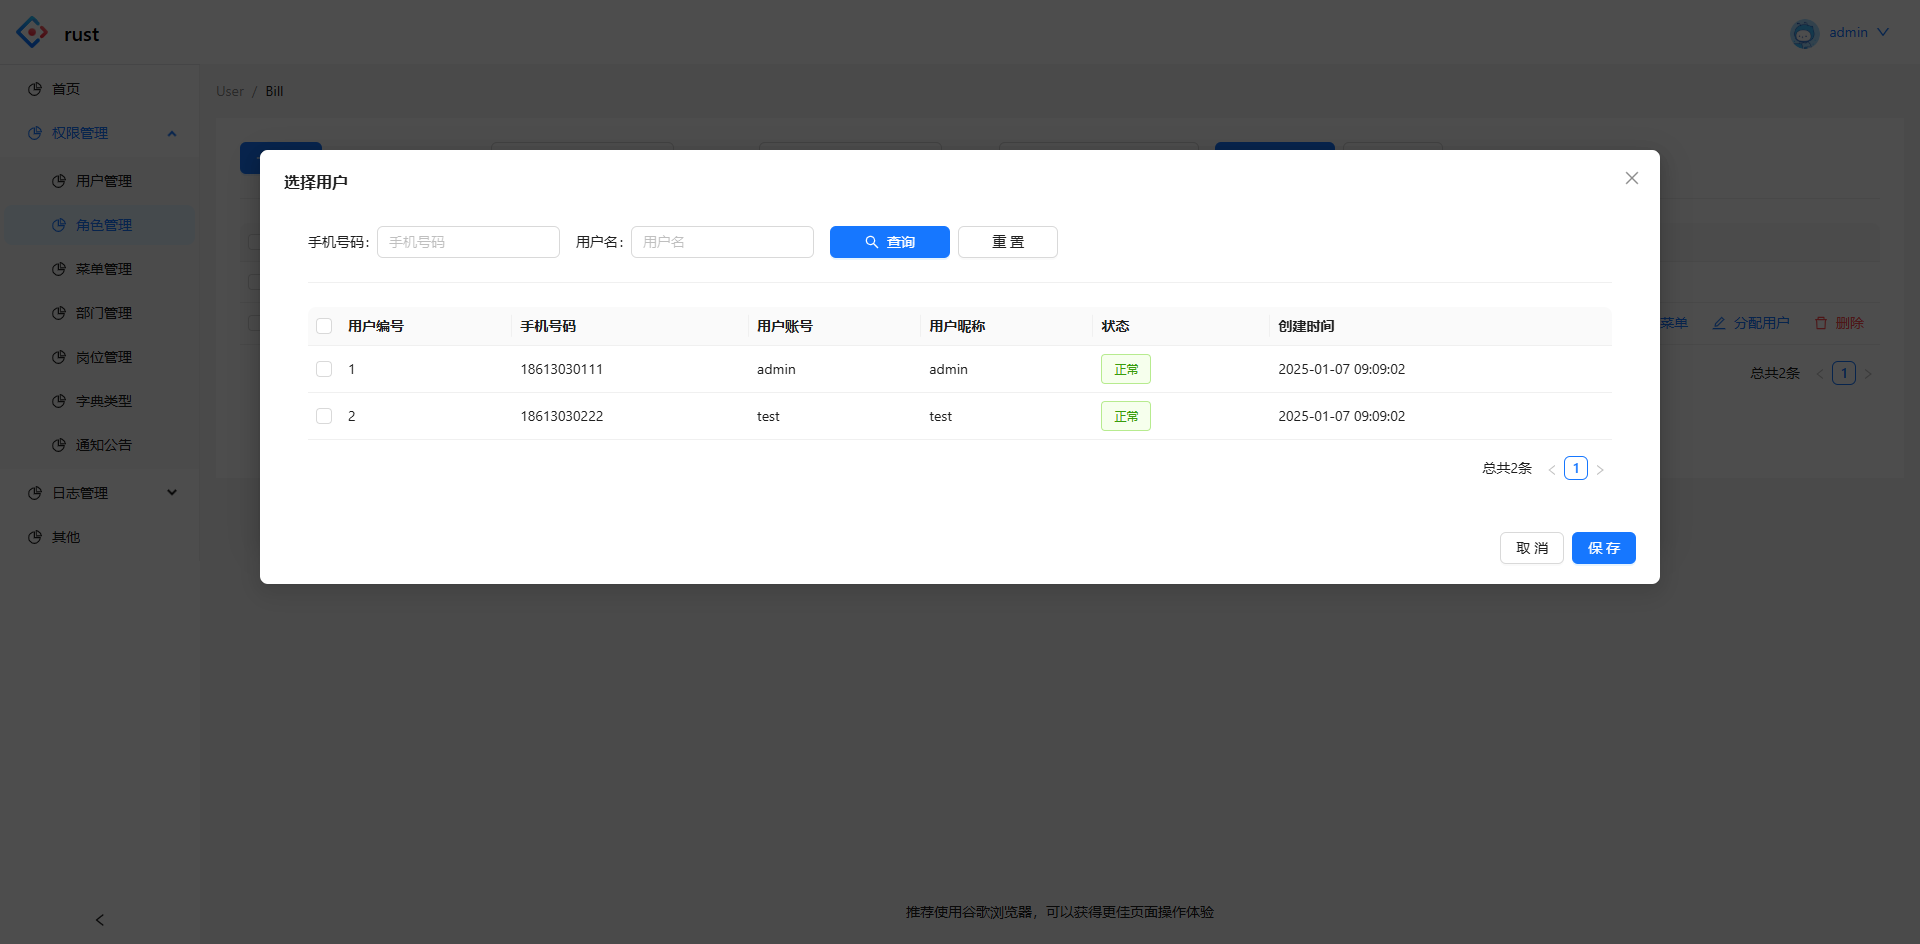 rust
admin
首页
User / Bill
权限管理
用户管理
角色管理
菜单管理
部门管理
岗位管理
字典类型
通知公告
日志管理
其他
选择用户
手机号码: 手机号码 用户名: 用户名 查询 重 置
用户编号 手机号码 用户账号 用户昵称 状态 创建时间
1 18613030111 admin admin 正常 2025-01-07 09:09:02
2 18613030222 test test 正常 2025-01-07 09:09:02
总共2条 < 1 >
取 消 保 存
菜单 分配用户 删除
总共2条 < 1 >
推荐使用谷歌浏览器，可以获得更佳页面操作体验